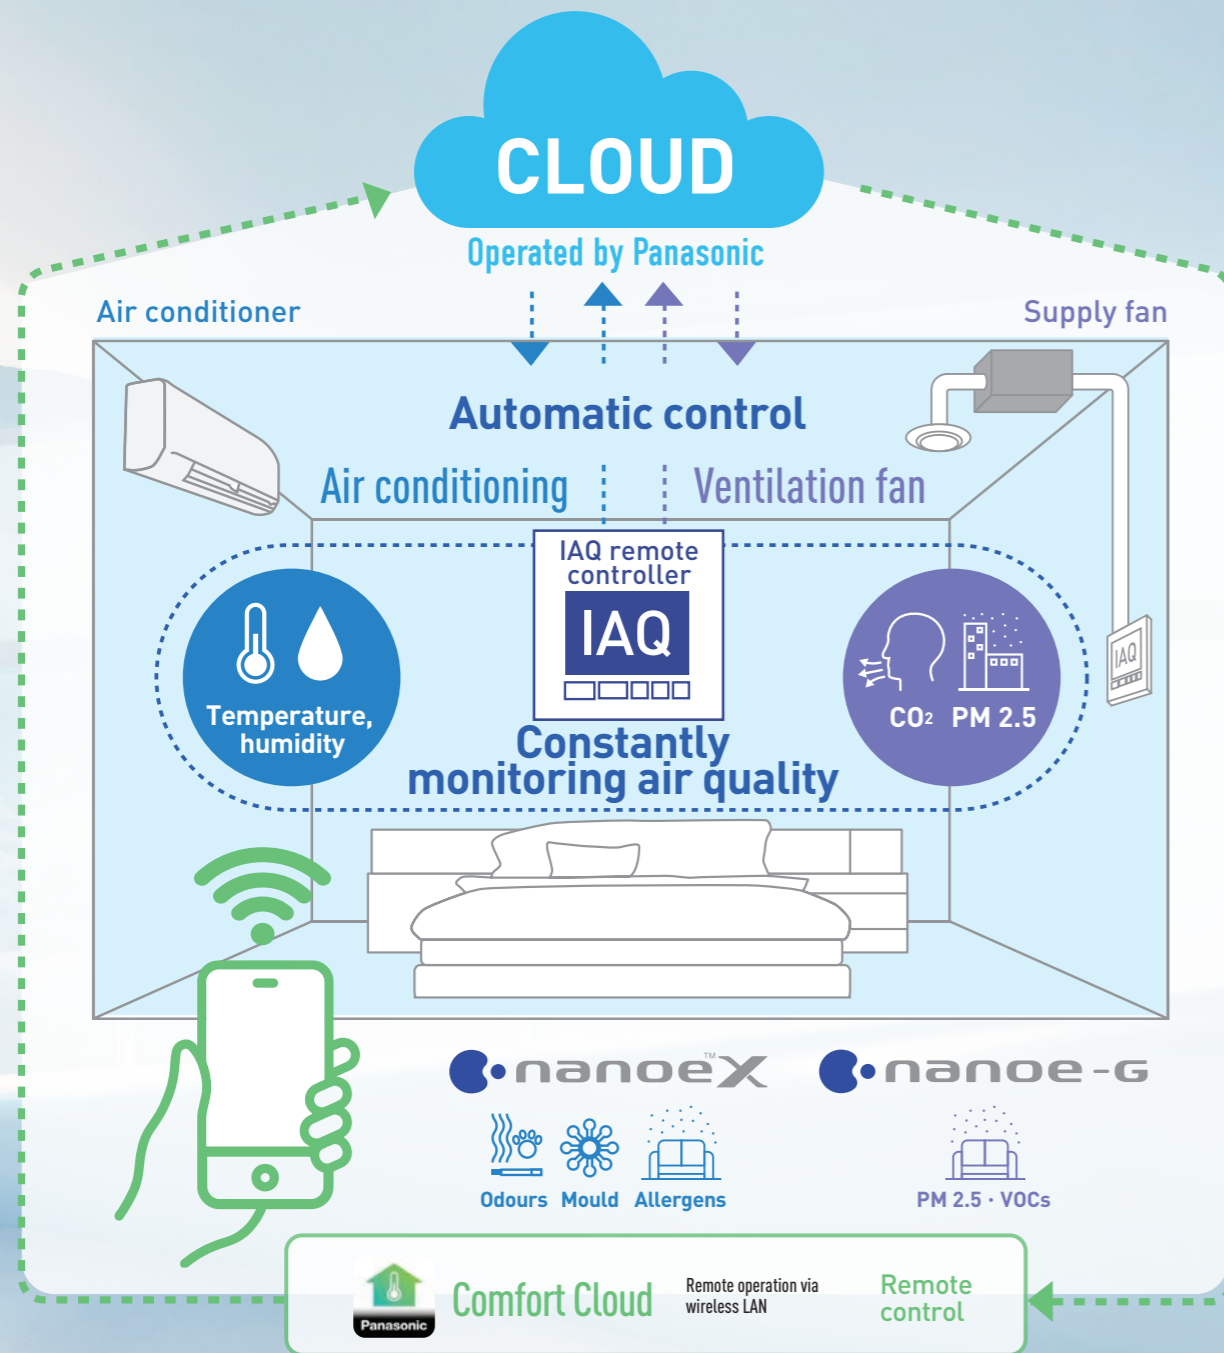 CLOUD
Operated by Panasonic
Air conditioner
Supply fan
Automatic control
Air conditioning
Ventilation fan
IAQ remote
controller
IAQ
IAQ
Temperature,
humidity
CO2 PM 2.5
Constantly
monitoring air quality
nanoe™X
nanoe-G
Odours Mould Allergens
PM 2.5 · VOCs
Panasonic
Comfort Cloud
Remote operation via
wireless LAN
Remote
control